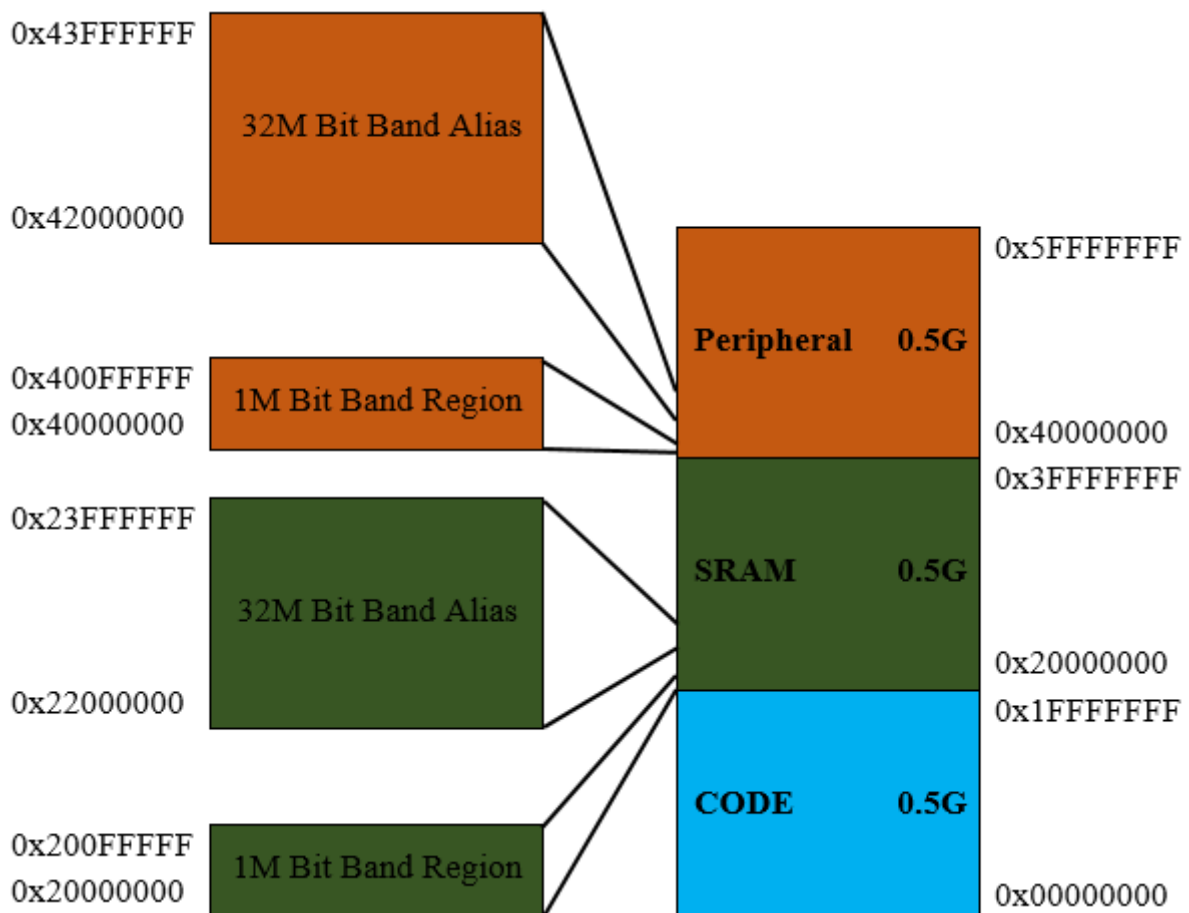 0x43FFFFFF
32M Bit Band Alias
0x42000000
0x5FFFFFFF
Peripheral 0.5G
0x400FFFFF
1M Bit Band Region
0x40000000
0x40000000
0x3FFFFFFF
0x23FFFFFF
SRAM 0.5G
32M Bit Band Alias
0x20000000
0x22000000
0x1FFFFFFF
CODE 0.5G
0x200FFFFF
1M Bit Band Region
0x20000000
0x00000000